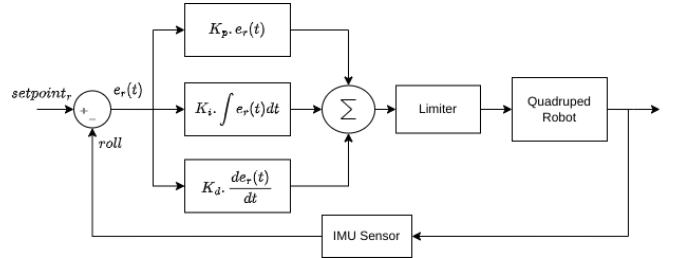 K_p. e_r(t)
setpoint_r
e_r(t)
+
−
roll
K_i. ∫ e_r(t)dt
∑
Limiter
Quadruped
Robot
K_d. de_r(t)/dt
IMU Sensor